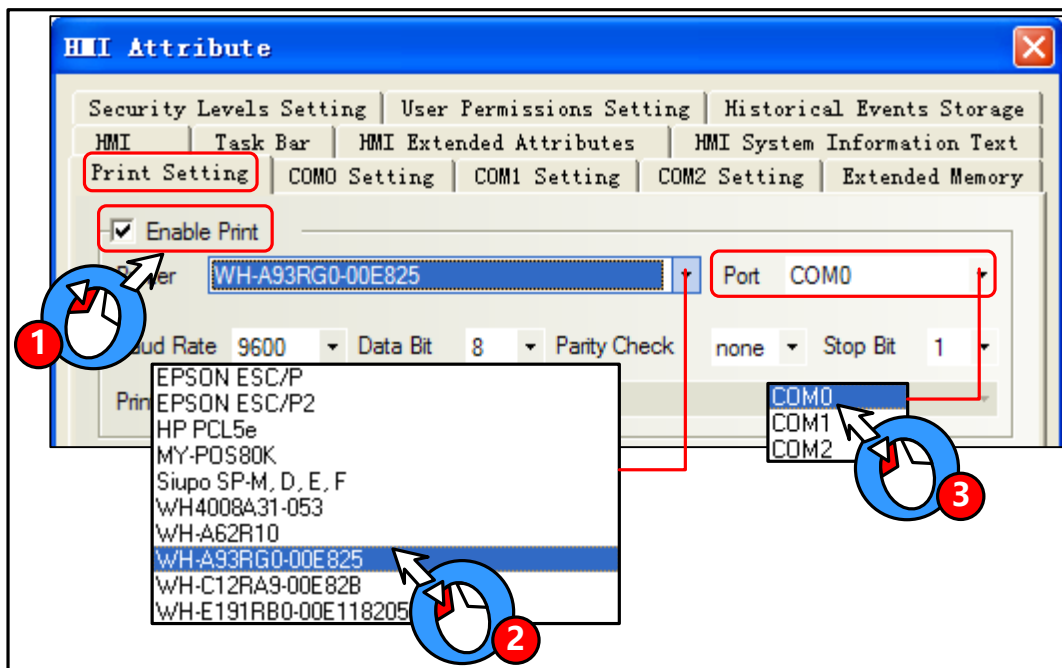 HMI Attribute
Security Levels Setting User Permissions Setting Historical Events Storage
HMI Task Bar HMI Extended Attributes HMI System Information Text
Print Setting COM0 Setting COM1 Setting COM2 Setting Extended Memory
Enable Print
WH-A93RG0-00E825 Port COM0
1
Rate 9600 Data Bit 8 Parity Check none Stop Bit 1
EPSON ESC/P
EPSON ESC/P2
HP PCL5e
MY-POS80K
Siupo SP-M, D, E, F
WH4008A31-053
WH-A62R10
WH-A93RG0-00E825
WH-C12RA9-00E82B
WH-E191RB0-00E118205
2
COM0
COM1
COM2
3